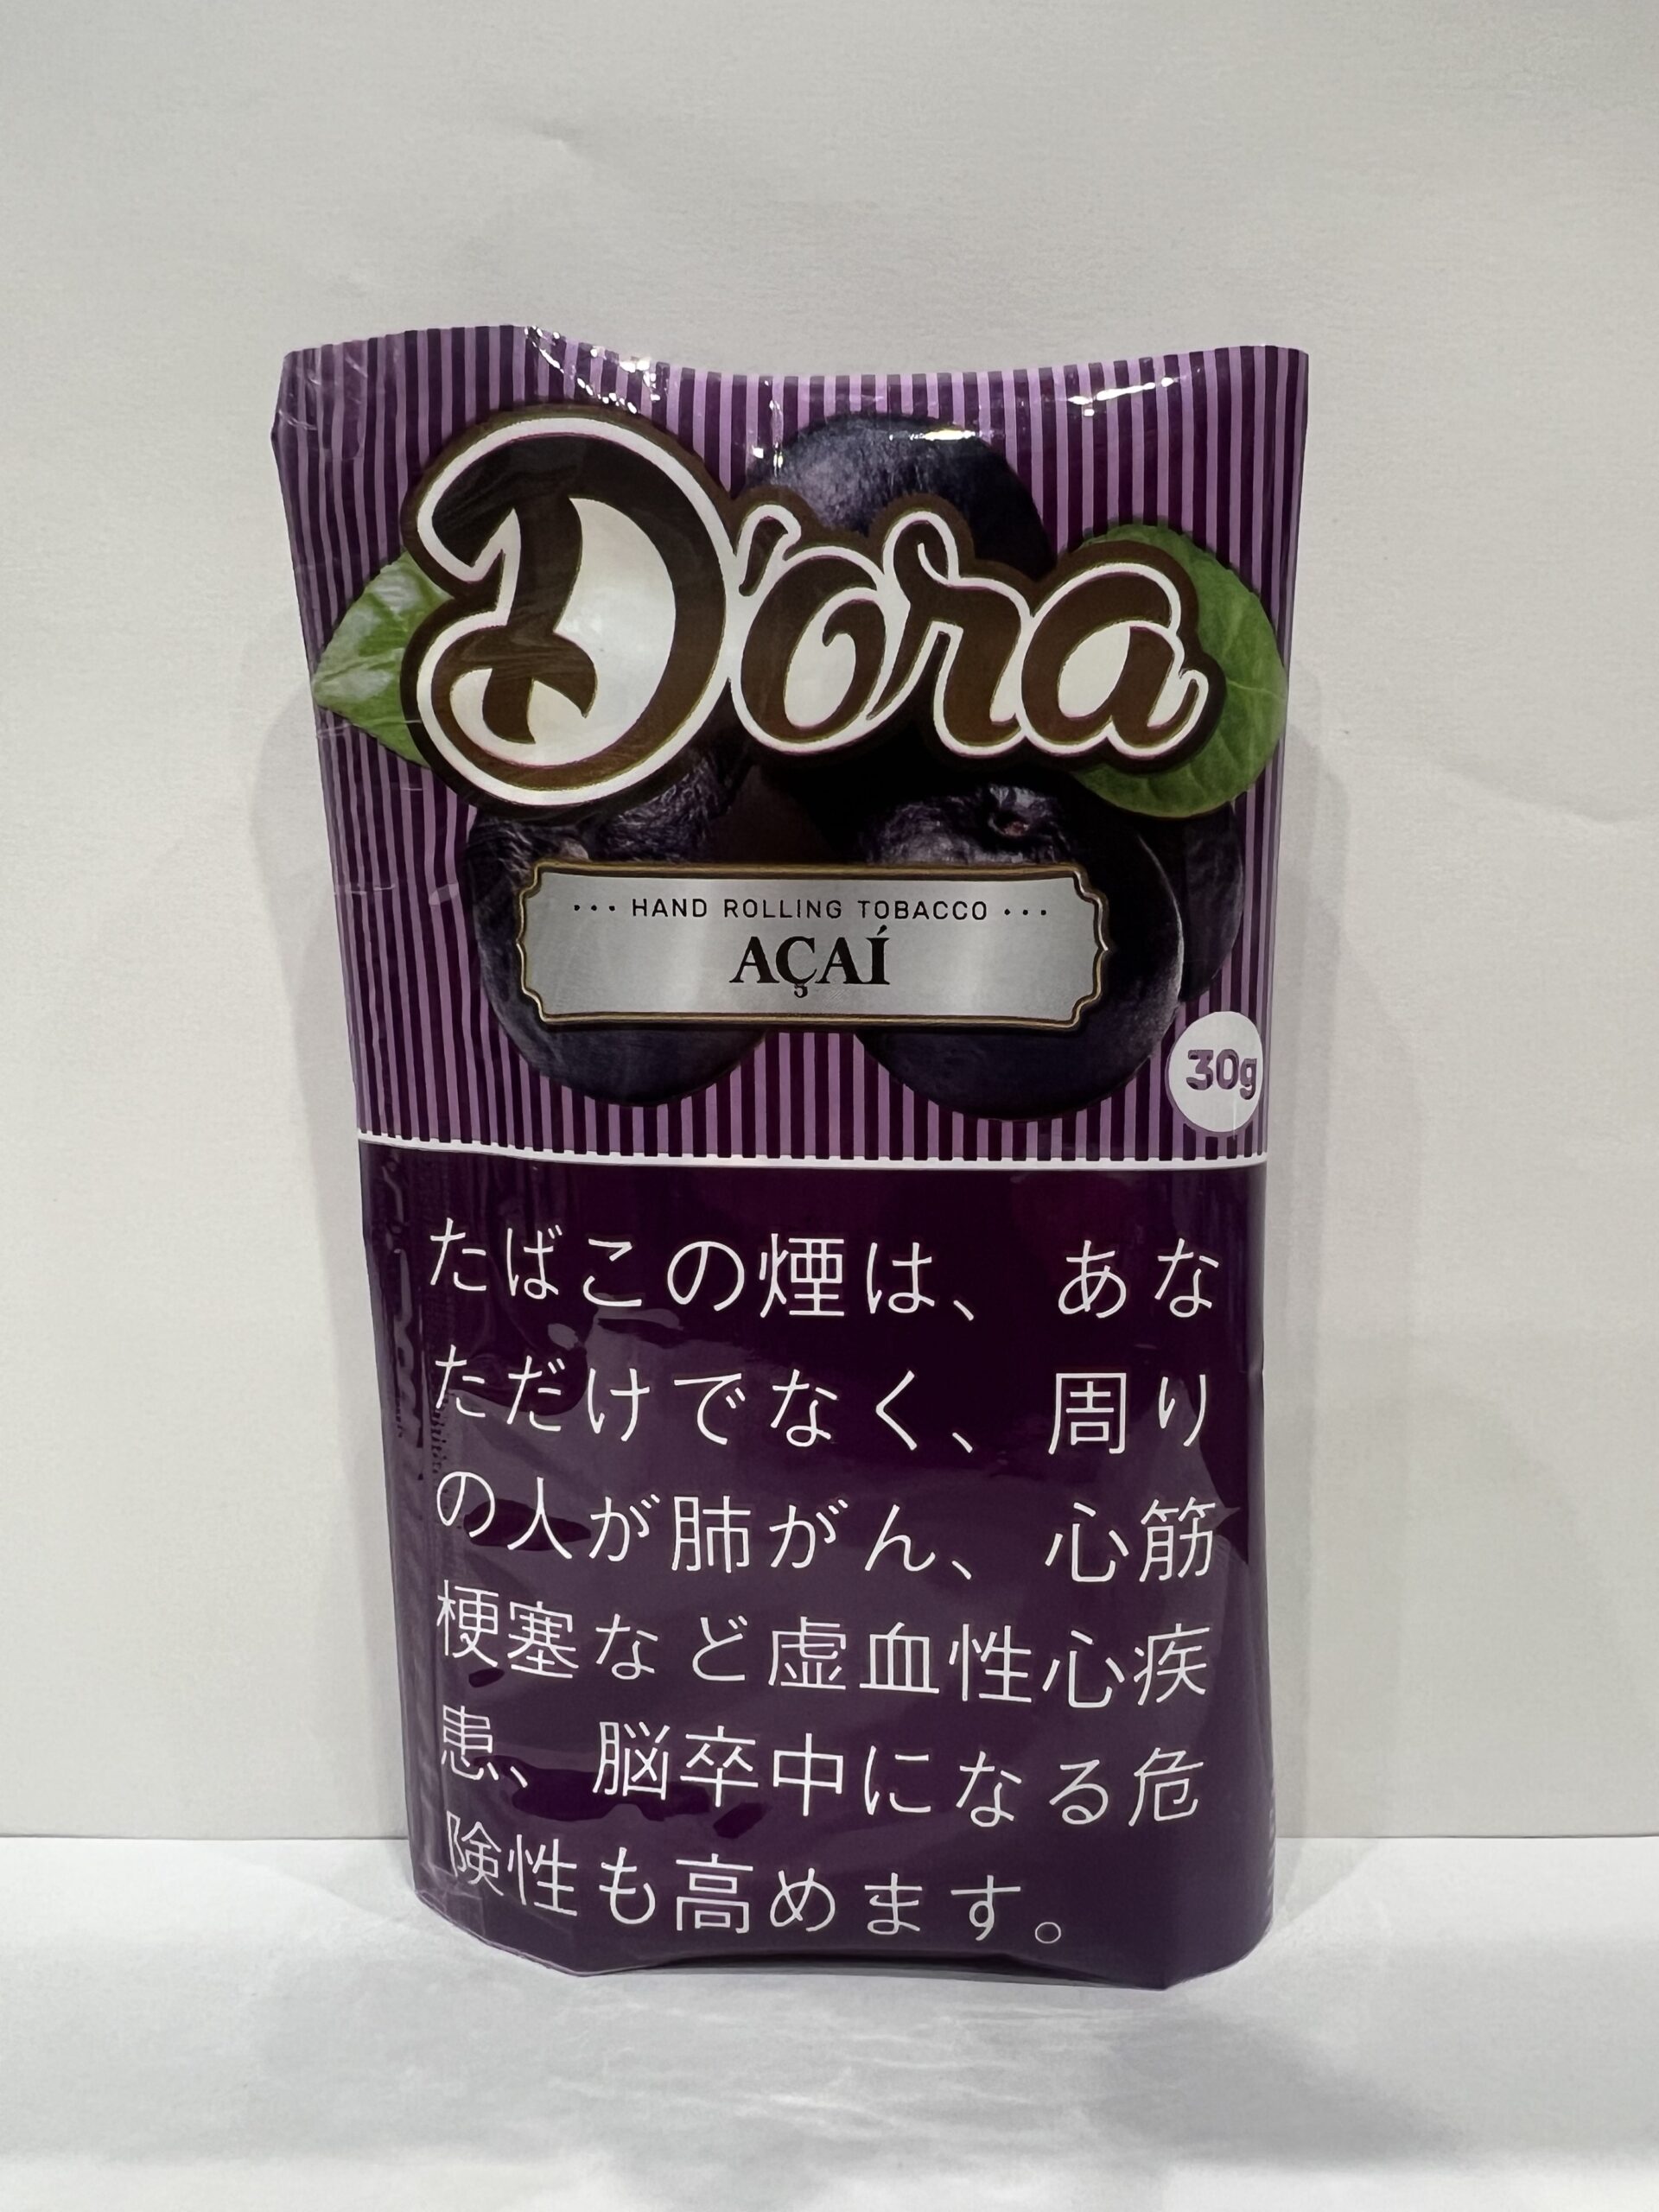 D'ora
··· HAND ROLLING TOBACCO ···
AÇAÍ
30g
たばこの煙は、あな
ただけでなく、周り
の人が肺がん、心筋
梗塞など虚血性心疾
患、脳卒中になる危
険性も高めます。